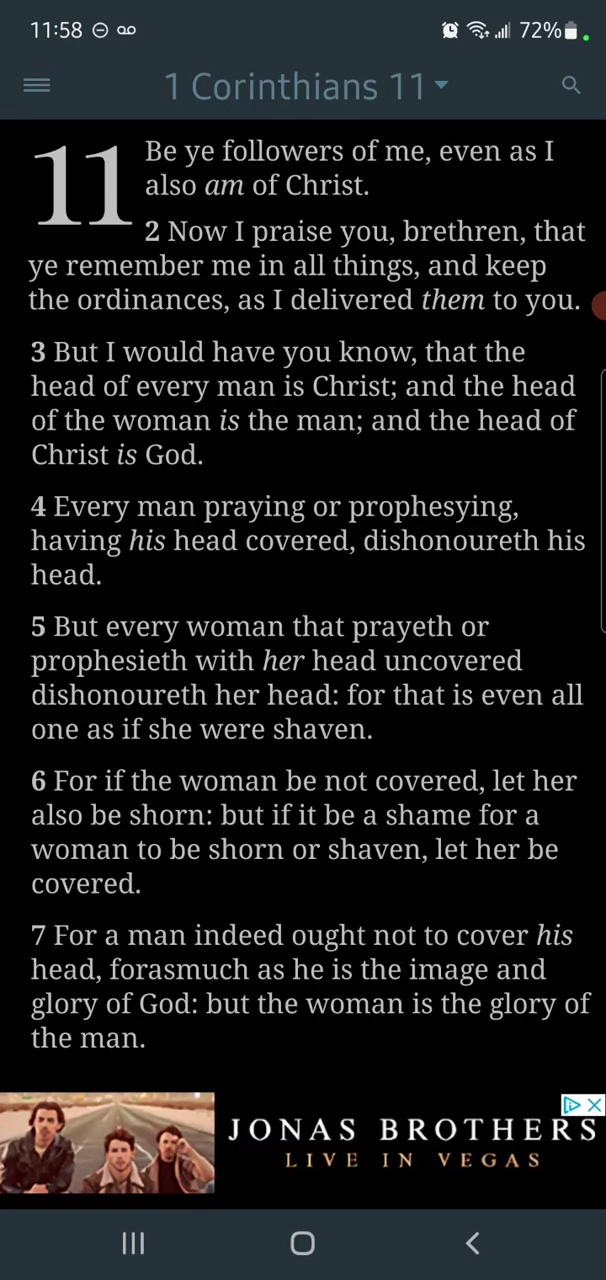 11:58
72%
1 Corinthians 11
11 Be ye followers of me, even as I
also am of Christ.
2 Now I praise you, brethren, that
ye remember me in all things, and keep
the ordinances, as I delivered them to you.
3 But I would have you know, that the
head of every man is Christ; and the head
of the woman is the man; and the head of
Christ is God.
4 Every man praying or prophesying,
having his head covered, dishonoureth his
head.
5 But every woman that prayeth or
prophesieth with her head uncovered
dishonoureth her head: for that is even all
one as if she were shaven.
6 For if the woman be not covered, let her
also be shorn: but if it be a shame for a
woman to be shorn or shaven, let her be
covered.
7 For a man indeed ought not to cover his
head, forasmuch as he is the image and
glory of God: but the woman is the glory of
the man.
JONAS BROTHERS
LIVE IN VEGAS